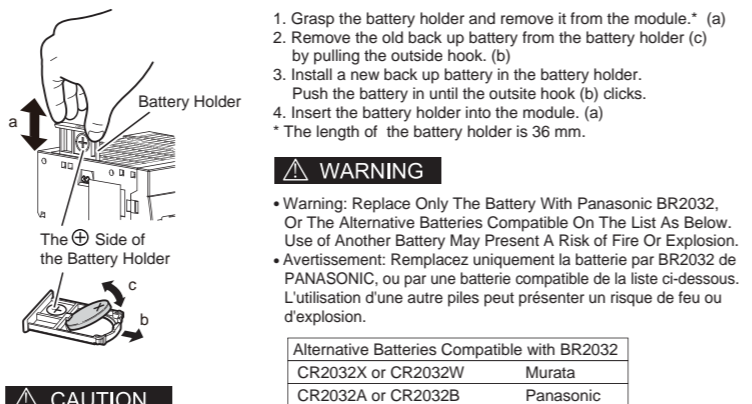 a
Battery Holder
The ⊕ Side of
the Battery Holder
c
b
⚠ CAUTION
1. Grasp the battery holder and remove it from the module.* (a)
2. Remove the old back up battery from the battery holder (c)
by pulling the outside hook. (b)
3. Install a new back up battery in the battery holder.
Push the battery in until the outsite hook (b) clicks.
4. Insert the battery holder into the module. (a)
* The length of the battery holder is 36 mm.
⚠ WARNING
• Warning: Replace Only The Battery With Panasonic BR2032,
Or The Alternative Batteries Compatible On The List As Below.
Use of Another Battery May Present A Risk of Fire Or Explosion.
• Avertissement: Remplacez uniquement la batterie par BR2032 de
PANASONIC, ou par une batterie compatible de la liste ci-dessous.
L'utilisation d'une autre piles peut présenter un risque de feu ou
d'explosion.
Alternative Batteries Compatible with BR2032
CR2032X or CR2032W Murata
CR2032A or CR2032B Panasonic